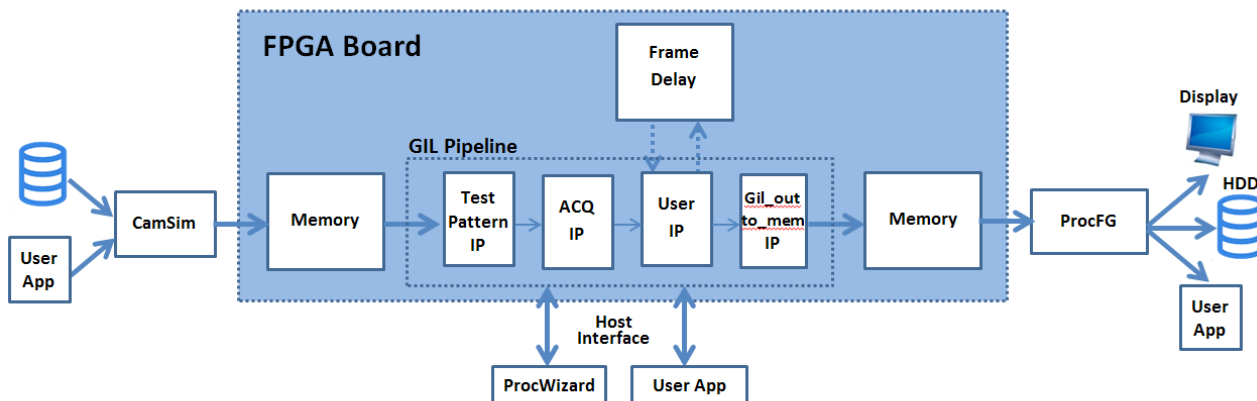 FPGA Board
Frame
Delay
Display
GIL Pipeline
HDD
CamSim
Memory
Test
Pattern
IP
ACQ
IP
User
IP
Gil_out
to_mem
IP
Memory
ProcFG
User
App
User
App
Host
Interface
ProcWizard
User App